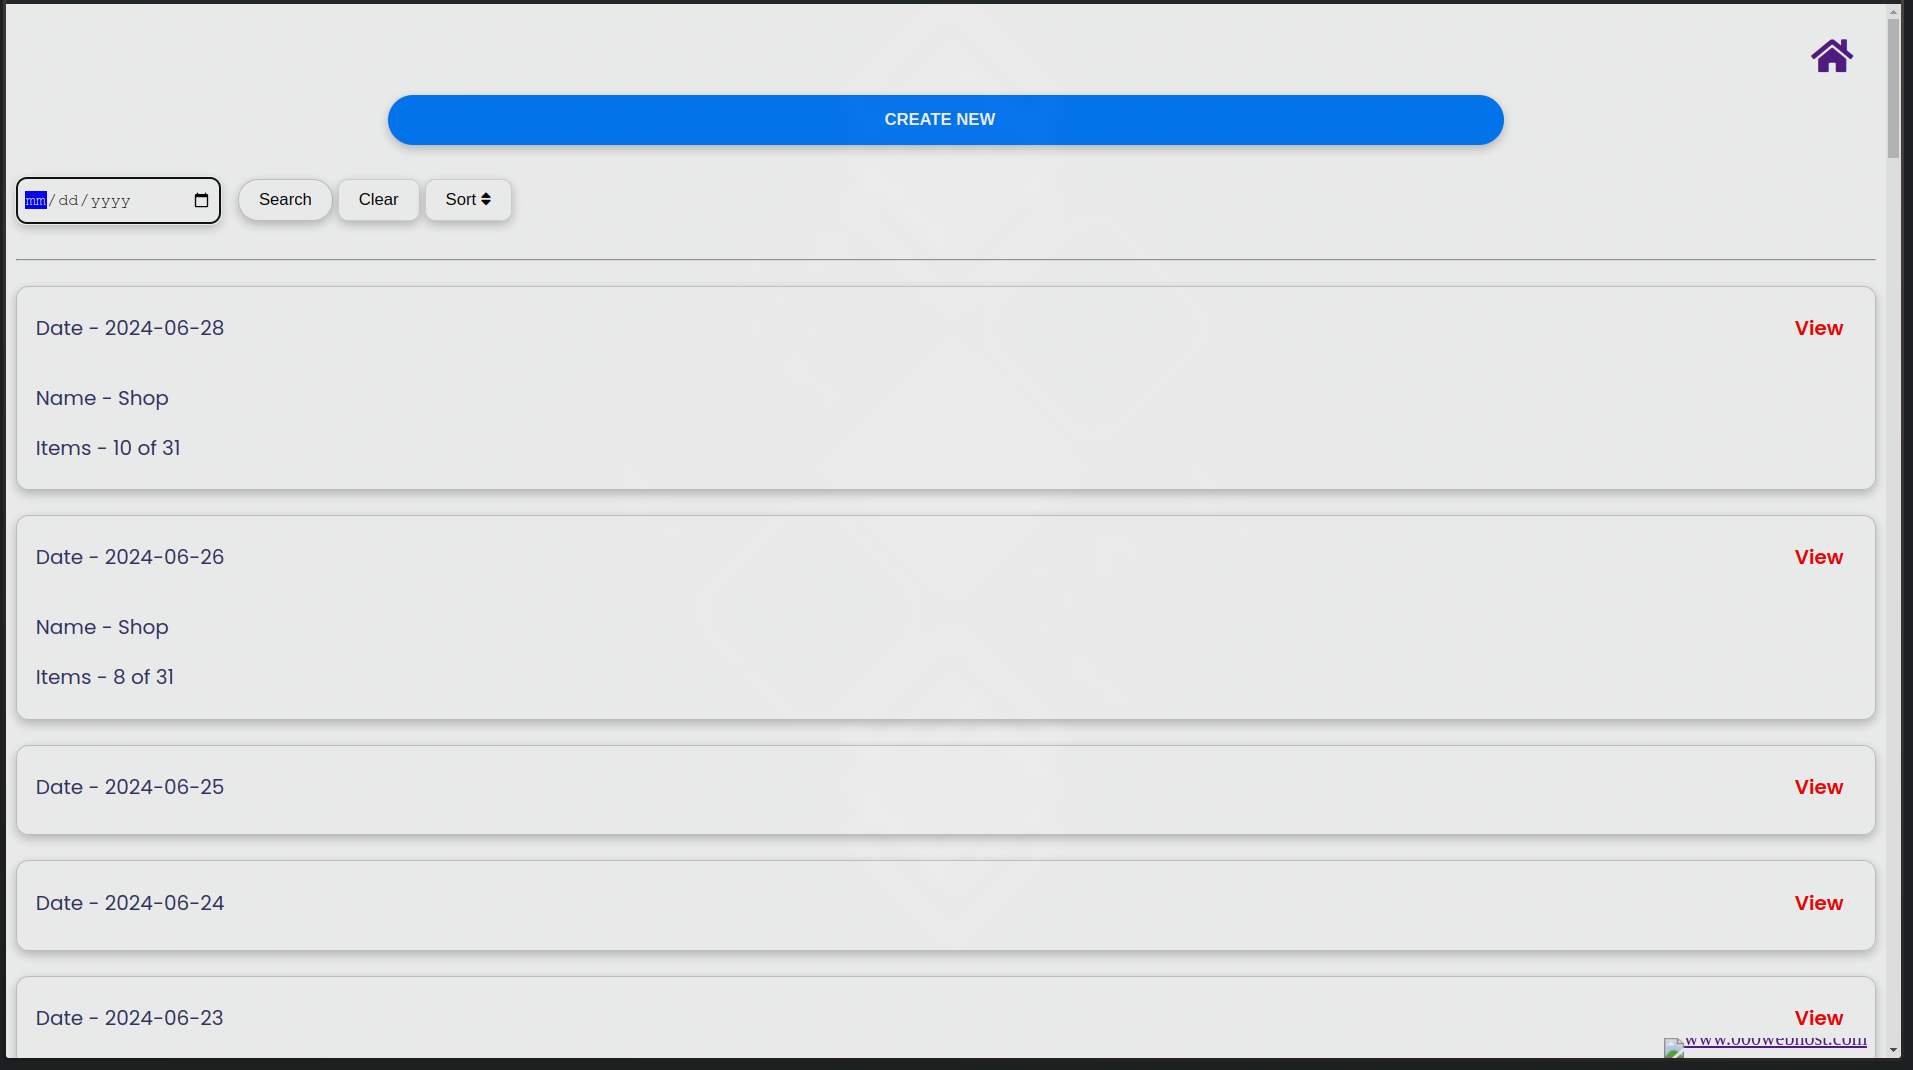 CREATE NEW
mm/dd/yyyy Search Clear Sort
Date - 2024-06-28 View
Name - Shop
Items - 10 of 31
Date - 2024-06-26 View
Name - Shop
Items - 8 of 31
Date - 2024-06-25 View
Date - 2024-06-24 View
Date - 2024-06-23 View
www.000webhost.com